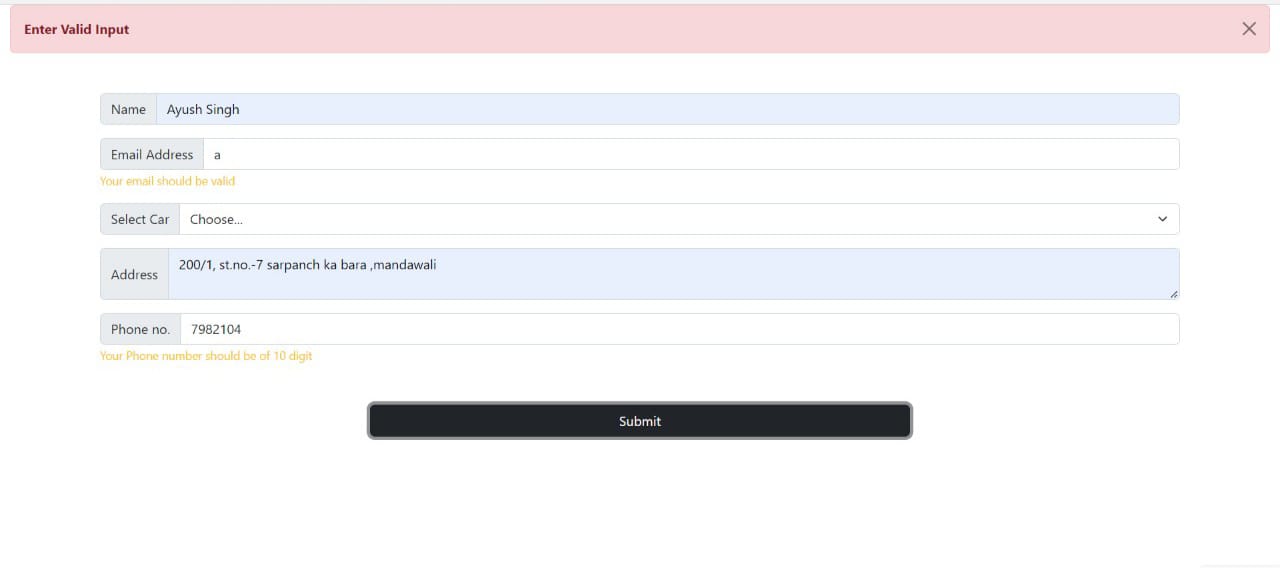 Enter Valid Input
Name Ayush Singh
Email Address a
Your email should be valid
Select Car Choose...
Address 200/1, st.no.-7 sarpanch ka bara ,mandawali
Phone no. 7982104
Your Phone number should be of 10 digit
Submit